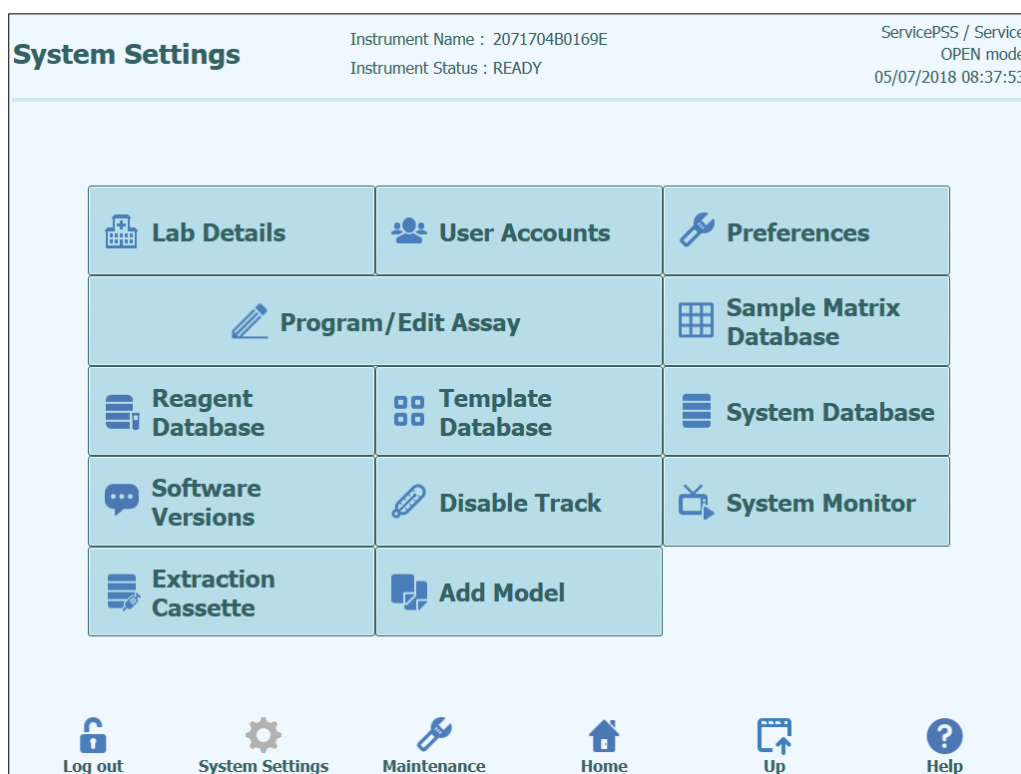 System Settings
Instrument Name : 2071704B0169E
Instrument Status : READY
ServicePSS / Service
OPEN mode
05/07/2018 08:37:53
Lab Details
User Accounts
Preferences
Program/Edit Assay
Sample Matrix
Database
Reagent
Database
Template
Database
System Database
Software
Versions
Disable Track
System Monitor
Extraction
Cassette
Add Model
Log out
System Settings
Maintenance
Home
Up
Help